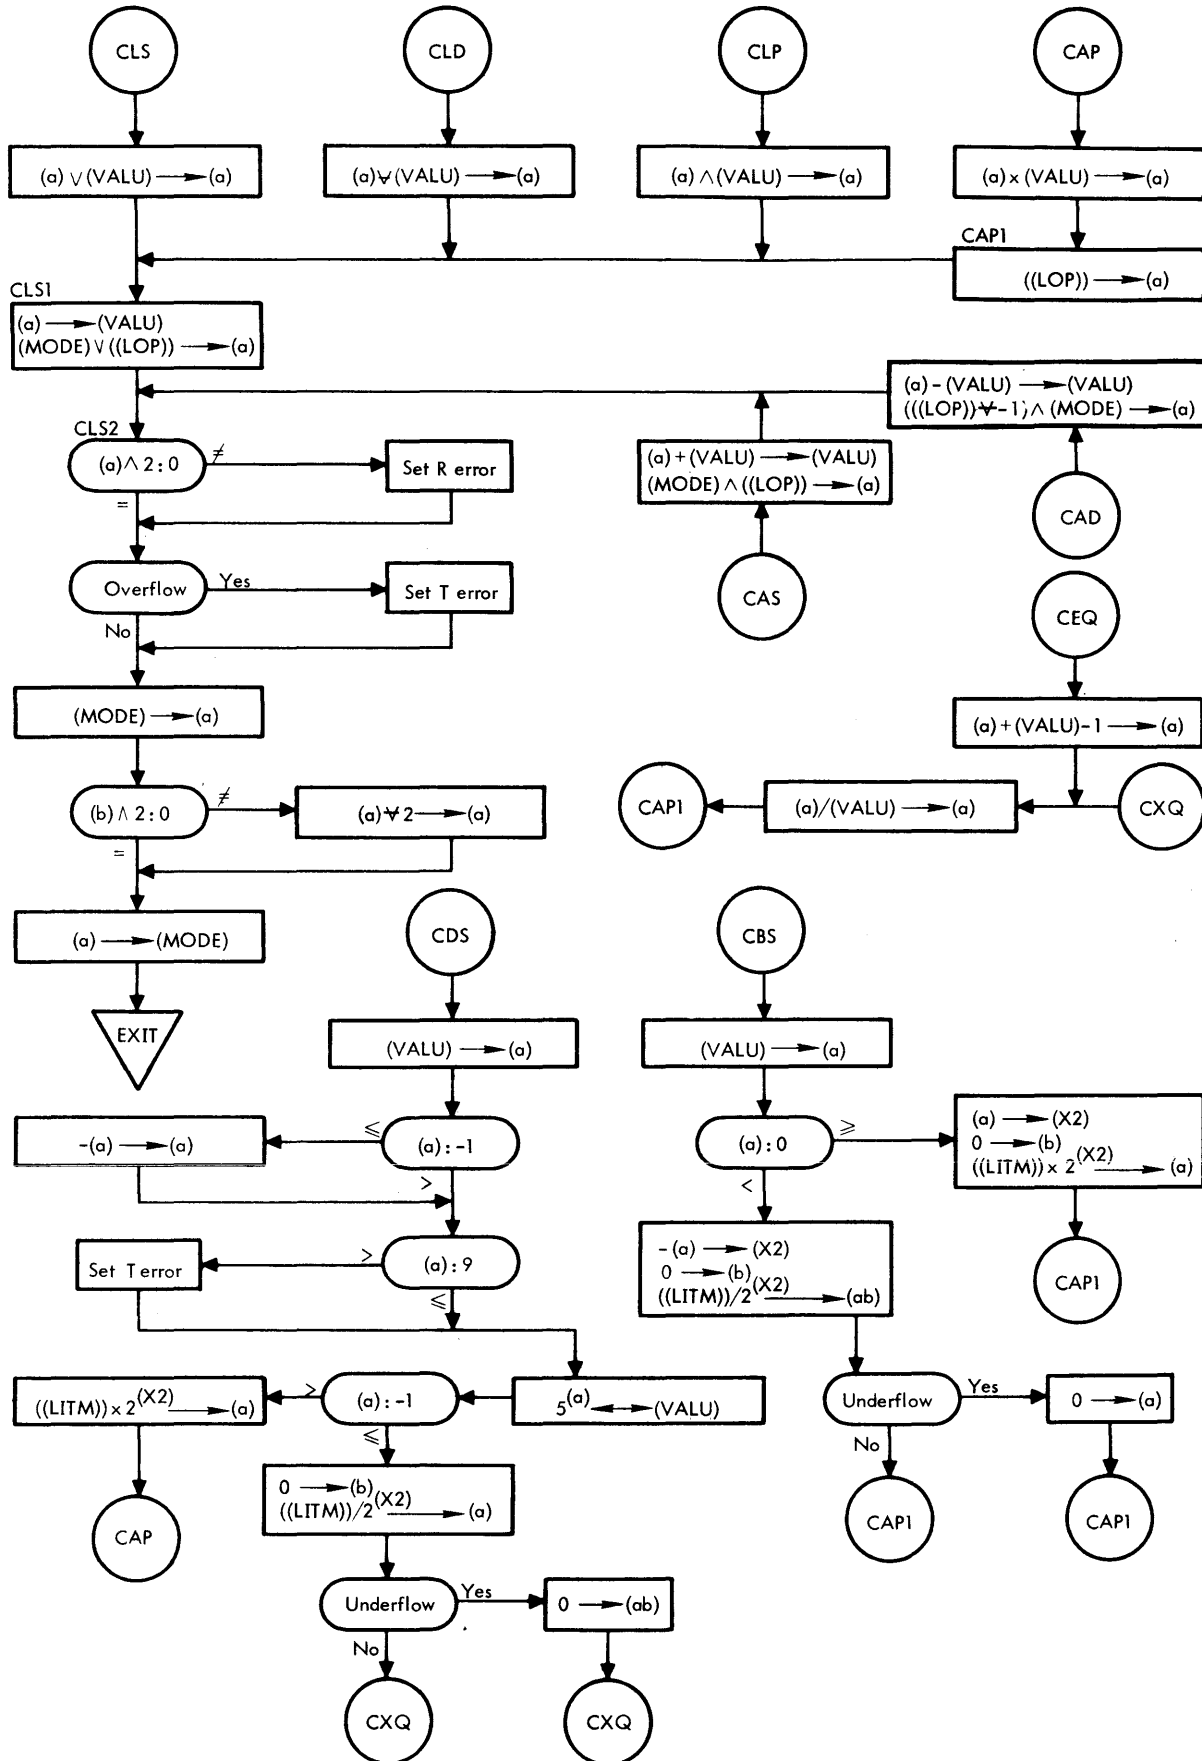 CLS
CLD
CLP
CAP
(a) ∨ (VALU) ⟶ (a)
(a) ⩝ (VALU) ⟶ (a)
(a) ∧ (VALU) ⟶ (a)
(a) × (VALU) ⟶ (a)
CAP1
((LOP)) ⟶ (a)
CLS1
(a) ⟶ (VALU)
(MODE) ∨ ((LOP)) ⟶ (a)
(a) - (VALU) ⟶ (VALU)
(((LOP)) ⩝ -1) ∧ (MODE) ⟶ (a)
CLS2
(a) ∧ 2 : 0
≠
=
Set R error
(a) + (VALU) ⟶ (VALU)
(MODE) ∧ ((LOP)) ⟶ (a)
CAD
Overflow
Yes
No
Set T error
CAS
CEQ
(MODE) ⟶ (a)
(a) + (VALU) - 1 ⟶ (a)
(b) ∧ 2 : 0
≠
=
(a) ⩝ 2 ⟶ (a)
CAP1
(a)/(VALU) ⟶ (a)
CXQ
(a) ⟶ (MODE)
CDS
CBS
EXIT
(VALU) ⟶ (a)
(VALU) ⟶ (a)
-(a) ⟶ (a)
≤
(a) : -1
>
(a) : 0
≥
<
(a) ⟶ (X2)
0 ⟶ (b)
((LITM)) × 2^(X2) ⟶ (a)
Set T error
>
(a) : 9
≤
-(a) ⟶ (X2)
0 ⟶ (b)
((LITM))/2^(X2) ⟶ (ab)
CAP1
((LITM)) × 2^(X2) ⟶ (a)
>
(a) : -1
≤
5^(a) ⟷ (VALU)
Underflow
Yes
No
0 ⟶ (a)
0 ⟶ (b)
((LITM))/2^(X2) ⟶ (a)
CAP
CAP1
CAP1
Underflow
Yes
No
0 ⟶ (ab)
CXQ
CXQ